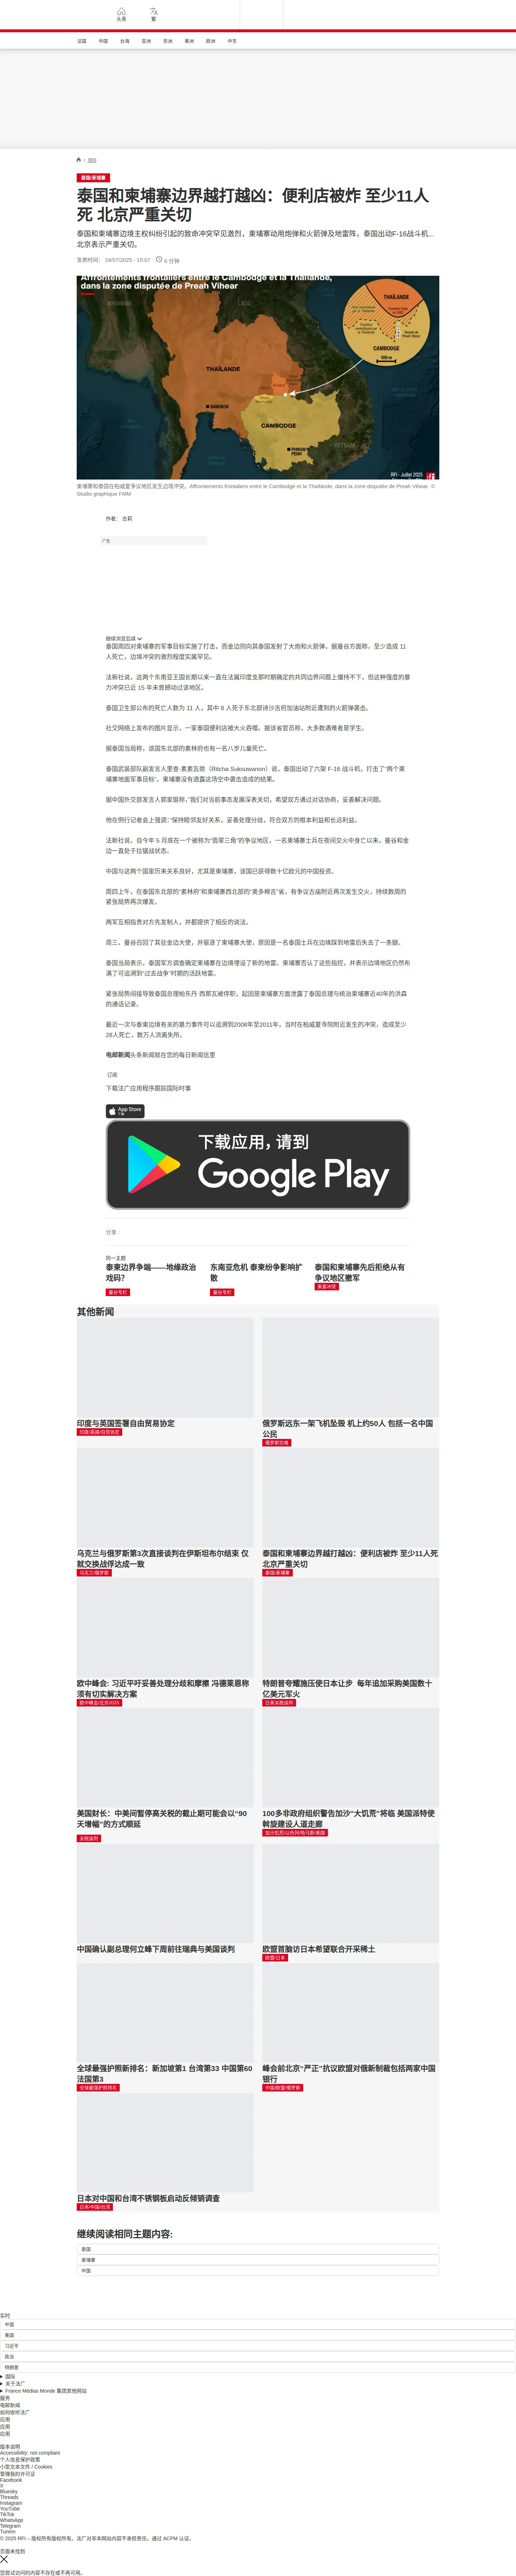 头条
繁
法国
中国
台海
亚洲
非洲
美洲
欧洲
中东
/ 国际
泰国/柬埔寨
泰国和柬埔寨边界越打越凶：便利店被炸 至少11人死 北京严重关切
泰国和柬埔寨边境主权纠纷引起的致命冲突罕见激烈，柬埔寨动用炮弹和火箭弹及地雷阵，泰国出动F-16战斗机... 北京表示严重关切。
发表时间： 24/07/2025 - 15:07
6 分钟
Affrontements frontaliers entre le Cambodge et la Thaïlande,
dans la zone disputée de Preah Vihear
MYANMAR
LAOS
THAÏLANDE
CAMBODGE
500 m
THAÏLANDE
BANGKOK
CAMBODGE
PHNOM PENH
VIETNAM
RFI - Juillet 2025
柬埔寨和泰国在柏威夏争议地区发生边境冲突。Affrontements frontaliers entre le Cambodge et la Thaïlande, dans la zone disputée de Preah Vihear. © Studio graphique FMM
作者： 古莉
广告
继续浏览后续
泰国周四对柬埔寨的军事目标实施了打击，而金边则向其泰国发射了大炮和火箭弹，据曼谷方面称，至少造成 11 人死亡，边境冲突的激烈程度实属罕见。
法新社说，这两个东南亚王国长期以来一直在法属印度支那时期确定的共同边界问题上僵持不下，但这种强度的暴力冲突已近 15 年未曾撼动过该地区。
泰国卫生部公布的死亡人数为 11 人，其中 8 人死于东北部诗沙吉府加油站附近遭到的火箭弹袭击。
社交网络上发布的图片显示，一家泰国便利店被大火吞噬。据该省官员称，大多数遇难者是学生。
据泰国当局称，该国东北部的素林府也有一名八岁儿童死亡。
泰国武装部队副发言人里查·素素瓦侬（Ritcha Suksuwanon）说，泰国出动了六架 F-16 战斗机，打击了“两个柬埔寨地面军事目标”。柬埔寨没有透露这场空中袭击造成的结果。
据中国外交部发言人郭家琨称，“我们对当前事态发展深表关切，希望双方通过对话协商，妥善解决问题。
他在例行记者会上强调：”保持睦邻友好关系，妥善处理分歧，符合双方的根本利益和长远利益。
法新社说，自今年 5 月底在一个被称为“翡翠三角”的争议地区，一名柬埔寨士兵在夜间交火中身亡以来，曼谷和金边一直处于拉锯战状态。
中国与这两个国家历来关系良好，尤其是柬埔寨，该国已获得数十亿欧元的中国投资。
周四上午，在泰国东北部的“素林府”和柬埔寨西北部的“奥多棉吉”省，有争议古庙附近再次发生交火，持续数周的紧张局势再次爆发。
两军互相指责对方先发制人，并都提供了相反的说法。
周三，曼谷召回了其驻金边大使，并驱逐了柬埔寨大使，原因是一名泰国士兵在边境踩到地雷后失去了一条腿。
泰国当局表示，泰国军方调查确定柬埔寨在边境埋设了新的地雷。柬埔寨否认了这些指控，并表示边境地区仍然布满了可追溯到“过去战争”时期的活跃地雷。
紧张局势间接导致泰国总理帕东丹·西那瓦被停职，起因是柬埔寨方面泄露了泰国总理与统治柬埔寨近40年的洪森的通话记录。
最近一次与泰柬边境有关的暴力事件可以追溯到2008年至2011年，当时在柏威夏寺院附近发生的冲突，造成至少28人死亡，数万人流离失所。
电邮新闻头条新闻就在您的每日新闻信里
订阅
下载法广应用程序跟踪国际时事
App Store
下载应用，请到
Google Play
分享
同一主题
泰柬边界争端——地缘政治戏码？
曼谷专栏
东南亚危机 泰柬纷争影响扩散
曼谷专栏
泰国和柬埔寨先后拒绝从有争议地区撤军
柬泰冲突
其他新闻
印度与英国签署自由贸易协定
印度/英国/自贸协定
俄罗斯远东一架飞机坠毁 机上约50人 包括一名中国公民
俄罗斯空难
乌克兰与俄罗斯第3次直接谈判在伊斯坦布尔结束 仅就交换战俘达成一致
乌克兰/俄罗斯
泰国和柬埔寨边界越打越凶：便利店被炸 至少11人死 北京严重关切
泰国/柬埔寨
欧中峰会: 习近平吁妥善处理分歧和摩擦 冯德莱恩称须有切实解决方案
欧中峰会/北京2025
特朗普夸耀施压使日本让步 每年追加采购美国数十亿美元军火
日美关税谈判
美国财长：中美间暂停高关税的截止期可能会以“90天增幅”的方式顺延
关税谈判
100多非政府组织警告加沙“大饥荒”将临 美国派特使斡旋建设人道走廊
加沙饥荒/以色列/哈马斯/美国
中国确认副总理何立峰下周前往瑞典与美国谈判
欧盟首脑访日本希望联合开采稀土
欧盟/日本
全球最强护照新排名：新加坡第1 台湾第33 中国第60 法国第3
全球最强护照排名
峰会前北京“严正”抗议欧盟对俄新制裁包括两家中国银行
中国/欧盟/俄罗斯
日本对中国和台湾不锈钢板启动反倾销调查
日本/中国/台湾
继续阅读相同主题内容:
泰国
柬埔寨
中国
实时
中国
美国
习近平
政治
特朗普
国际
关于法广
France Médias Monde 集团其他网站
服务
电邮新闻
如何收听法广
应用
应用
应用
版本说明
Accessibility: not compliant
个人信息保护政策
小型文本文件 / Cookies
管理我的许可证
Facebook
X
Bluesky
Threads
Instagram
YouTube
TikTok
WhatsApp
Telegram
TuneIn
© 2025 RFI – 版权所有版权所有。法广对非本网站内容不承担责任。通过 ACPM 认证。
页面未找到
您尝试访问的内容不存在或不再可用。